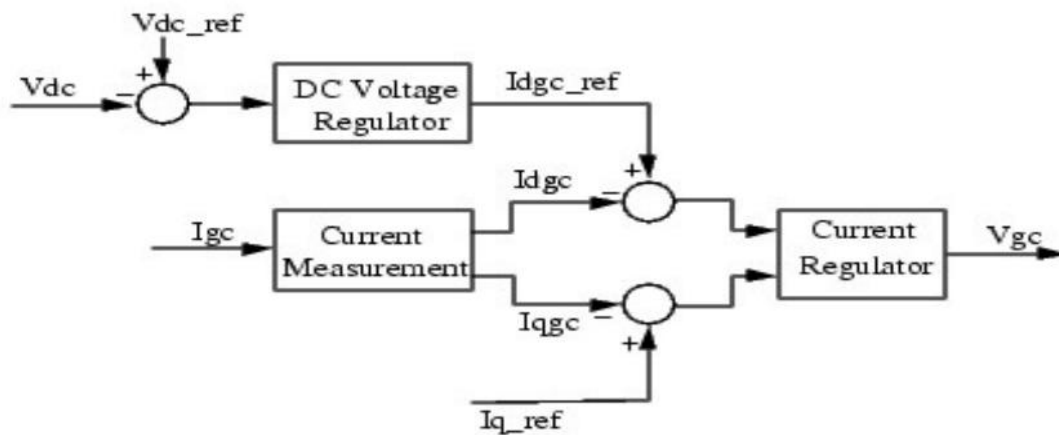 Vdc_ref
+
Vdc
−
DC Voltage
Regulator
Idgc_ref
+
Idgc
−
Igc
Current
Measurement
Current
Regulator
Vgc
Iqgc
−
+
Iq_ref